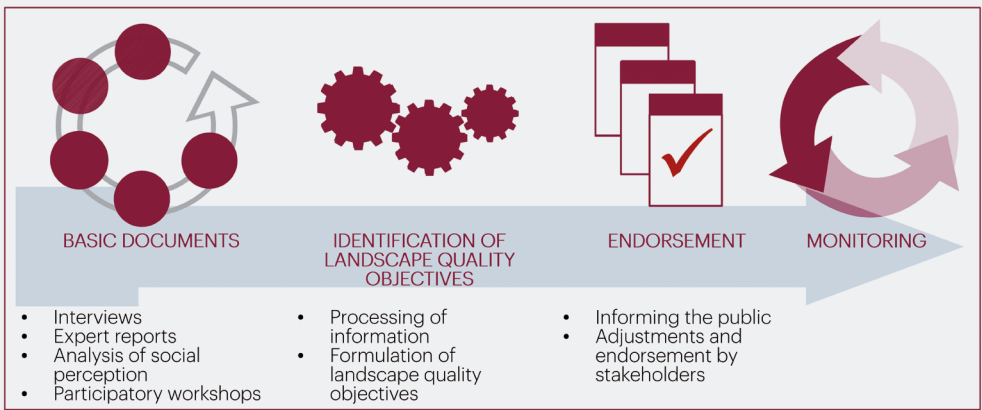 BASIC DOCUMENTS
• Interviews
• Expert reports
• Analysis of social
perception
• Participatory workshops
IDENTIFICATION OF
LANDSCAPE QUALITY
OBJECTIVES
• Processing of
information
• Formulation of
landscape quality
objectives
ENDORSEMENT
• Informing the public
• Adjustments and
endorsement by
stakeholders
MONITORING